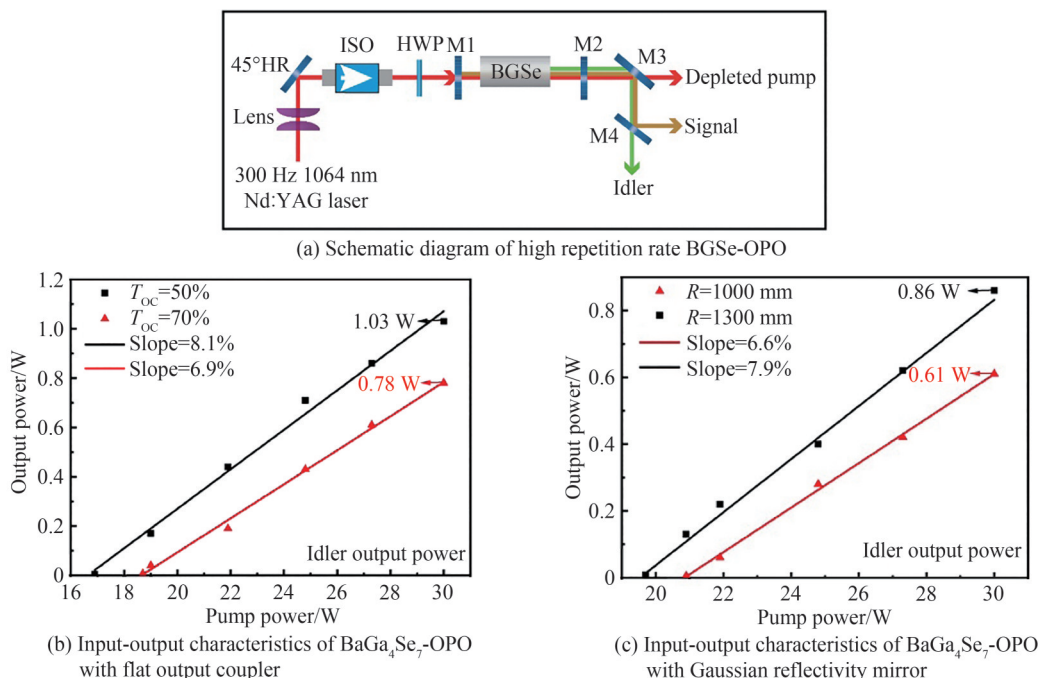 ISO
HWP
M1
M2
M3
45°HR
BGSe
Depleted pump
Lens
M4
Signal
300 Hz 1064 nm
Nd:YAG laser
Idler
(a) Schematic diagram of high repetition rate BGSe-OPO
1.4
1.2
1.0
0.8
0.6
0.4
0.2
0
Output power/W
T_OC=50%
T_OC=70%
Slope=8.1%
Slope=6.9%
1.03 W
0.78 W
Idler output power
16 18 20 22 24 26 28 30
Pump power/W
(b) Input-output characteristics of BaGa₄Se₇-OPO
with flat output coupler
0.8
0.6
0.4
0.2
0
Output power/W
R=1000 mm
R=1300 mm
Slope=6.6%
Slope=7.9%
0.86 W
0.61 W
Idler output power
20 22 24 26 28 30
Pump power/W
(c) Input-output characteristics of BaGa₄Se₇-OPO
with Gaussian reflectivity mirror